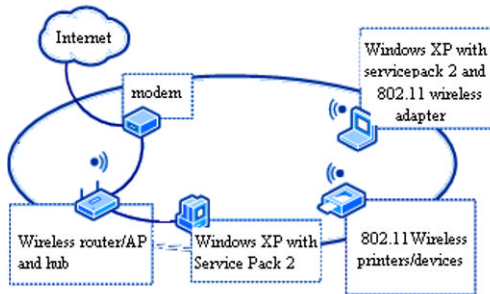 Internet
modem
Windows XP with
servicepack 2 and
802.11 wireless
adapter
Wireless router/AP
and hub
Windows XP with
Service Pack 2
802.11Wireless
printers/devices